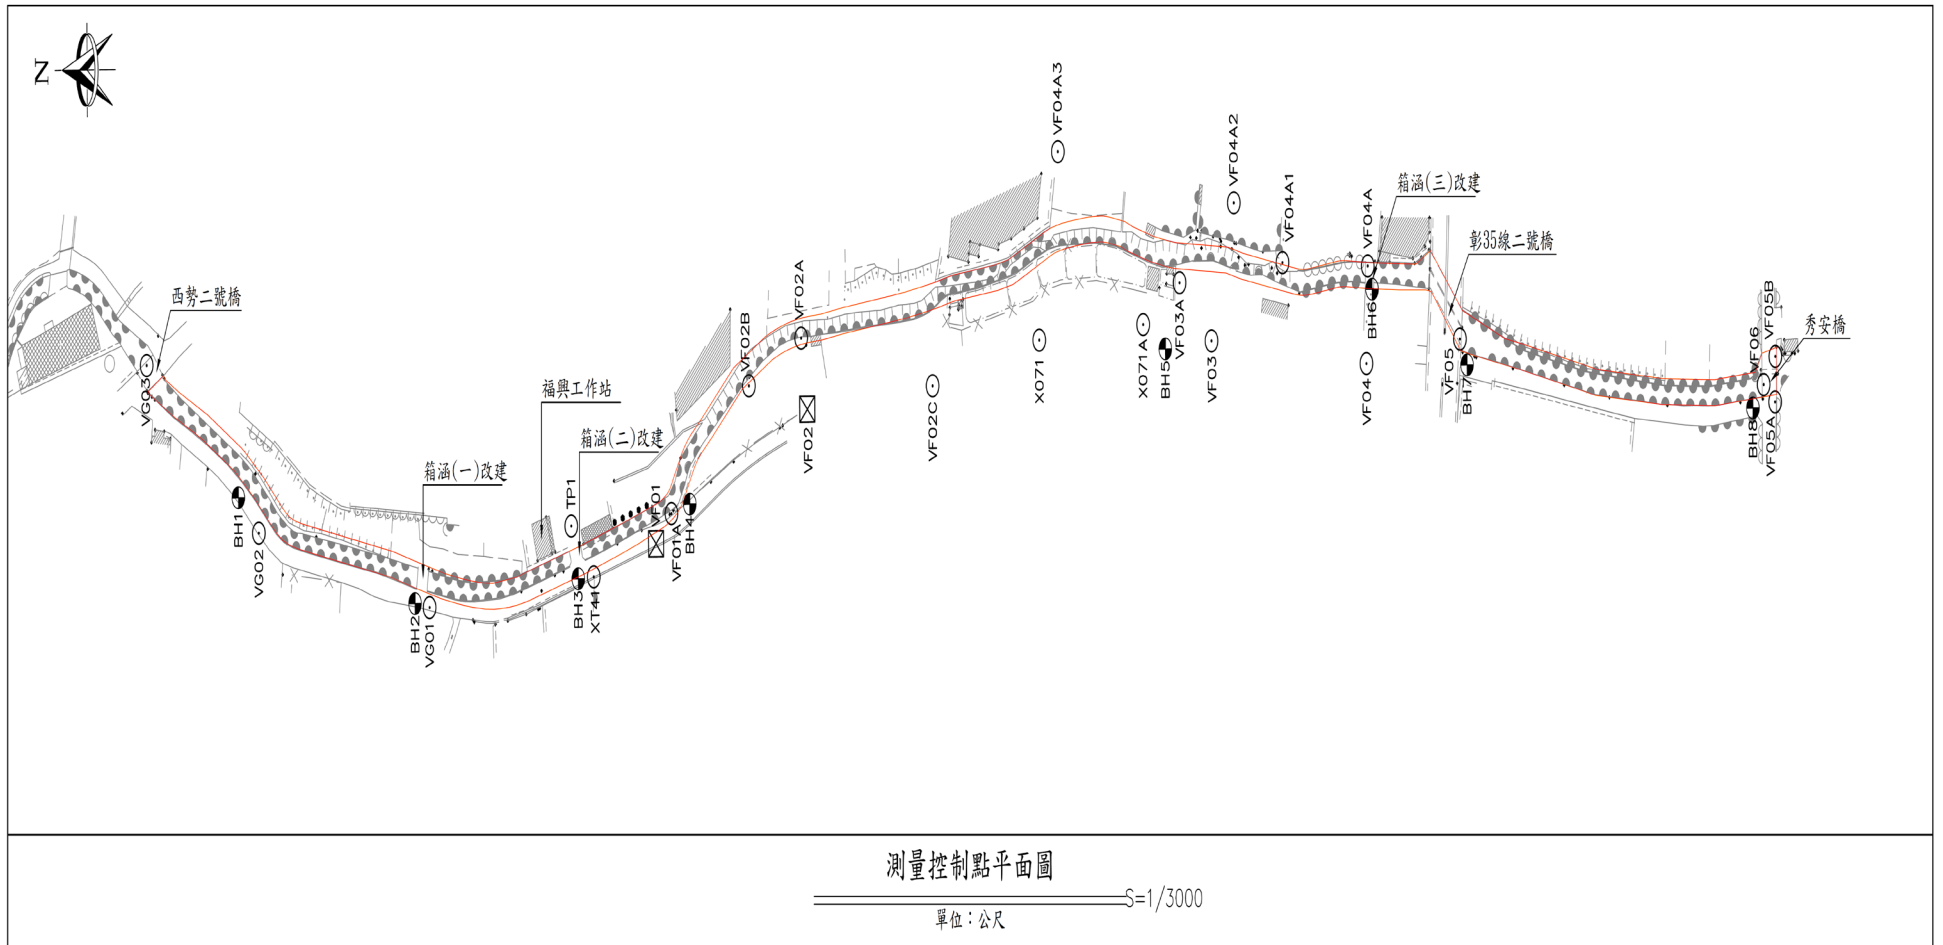 N
西勢二號橋
VG03
BH1
VG02
箱涵(一)改建
BH2
VG01
福興工作站
箱涵(二)改建
TP1
BH3
XT41
VF01
VF01A
BH4
VF02B
VF02A
VF02
VF02C
VF04A3
X071
X071A
BH5
VF03A
VF03
VF04A2
VF04A1
VF04A
BH6
VF04
箱涵(三)改建
彰35線二號橋
VF05
BH7
VF06
VF05B
秀安橋
BH8
VF05A
測量控制點平面圖
S=1/3000
單位：公尺